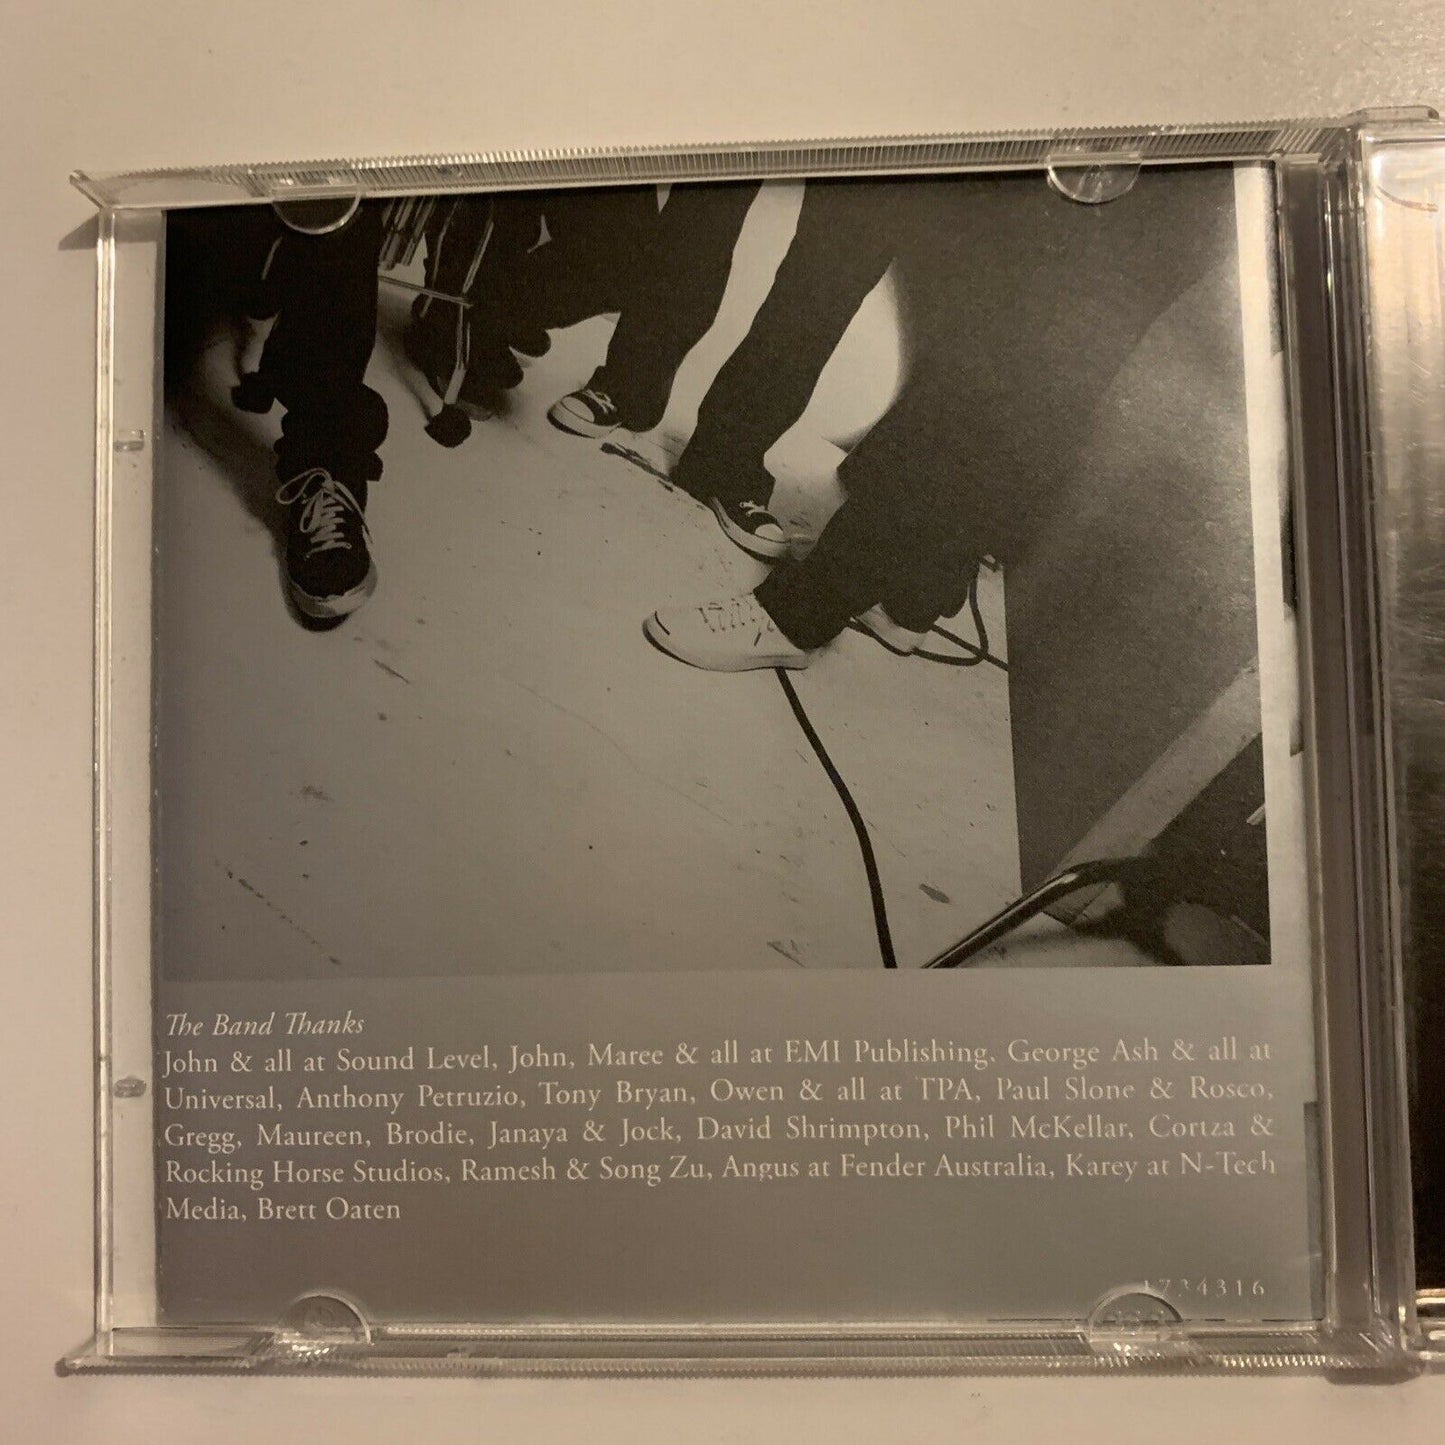 The Band Thanks
John & all at Sound Level, John, Maree & all at EMI Publishing. George Ash & all at
Universal, Anthony Petruzio, Tony Bryan, Owen & all at TPA, Paul Slone & Rosco,
Gregg, Maureen, Brodie, Janaya & Jock, David Shrimpton, Phil McKellar, Cortza &
Rocking Horse Studios, Ramesh & Song Zu, Angus at Fender Australia, Karey at N-Tech
Media, Brett Oaten
1734316